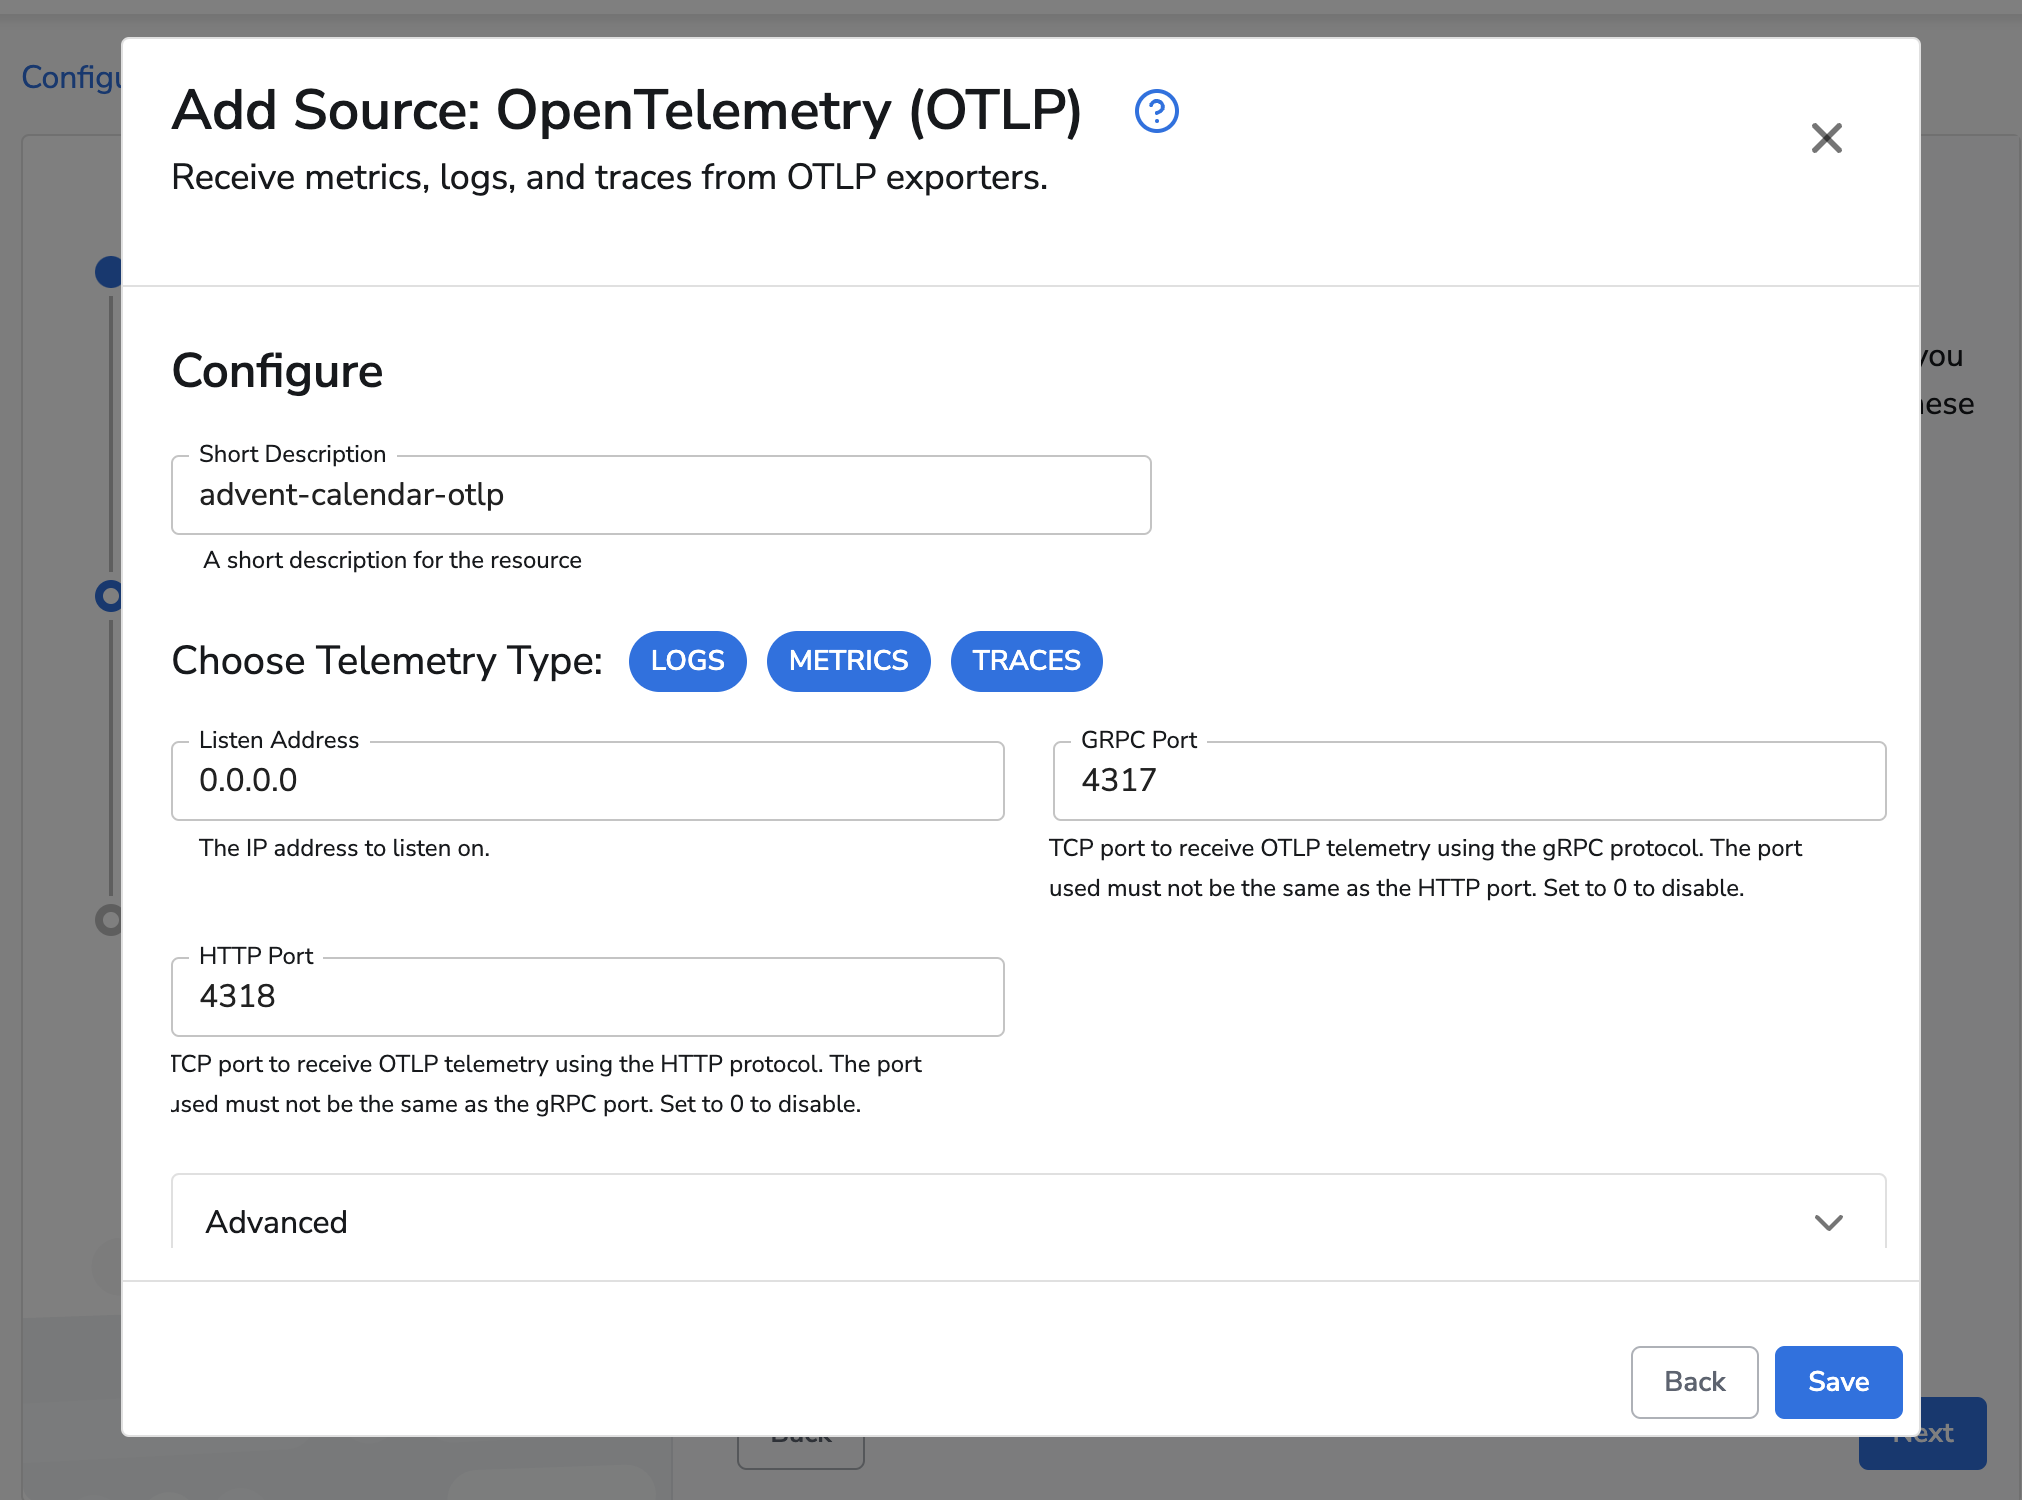 Add Source: OpenTelemetry (OTLP)
Receive metrics, logs, and traces from OTLP exporters.
Configure
Short Description
advent-calendar-otlp
A short description for the resource
Choose Telemetry Type: LOGS METRICS TRACES
Listen Address
0.0.0.0
The IP address to listen on.
GRPC Port
4317
TCP port to receive OTLP telemetry using the gRPC protocol. The port
used must not be the same as the HTTP port. Set to 0 to disable.
HTTP Port
4318
TCP port to receive OTLP telemetry using the HTTP protocol. The port
used must not be the same as the gRPC port. Set to 0 to disable.
Advanced
Back
Save
you
Back
Next